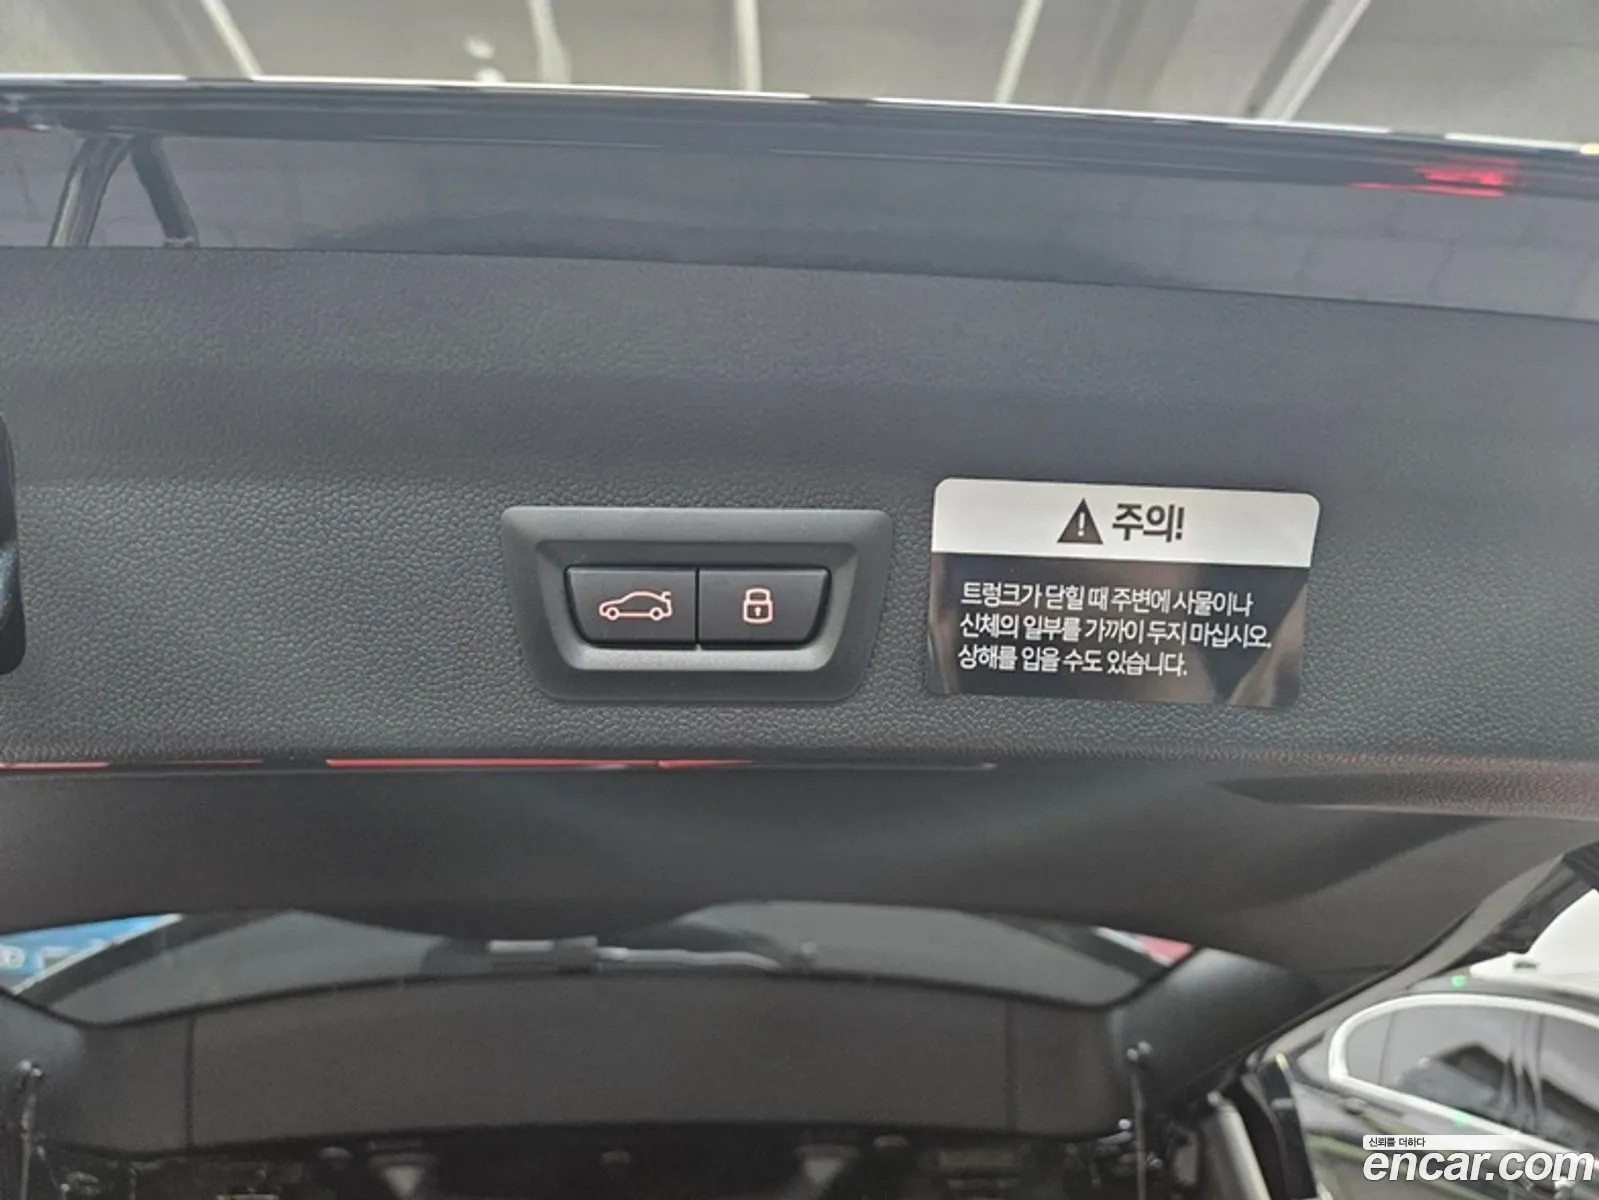 주의!
트렁크가 닫힐 때 주변에 사물이나
신체의 일부를 가까이 두지 마십시오.
상해를 입을 수도 있습니다.
신뢰를 더하다
encar.com